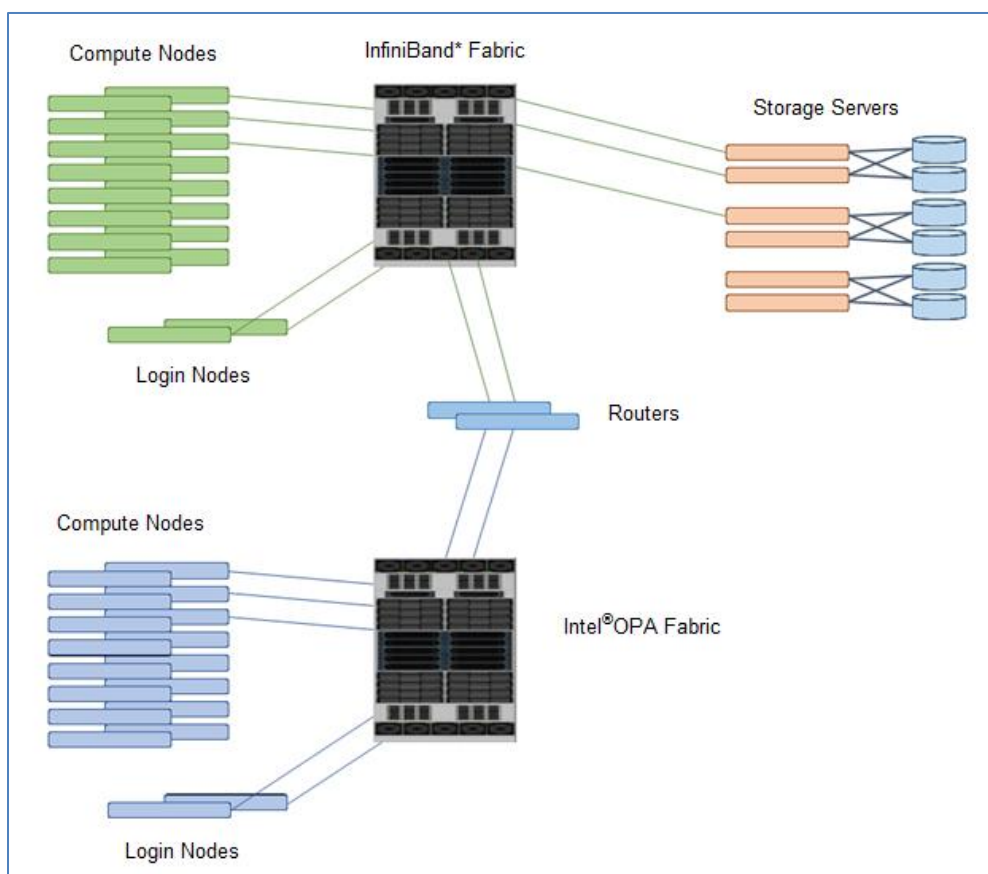 Compute Nodes
InfiniBand* Fabric
Storage Servers
Login Nodes
Routers
Compute Nodes
Intel®OPA Fabric
Login Nodes